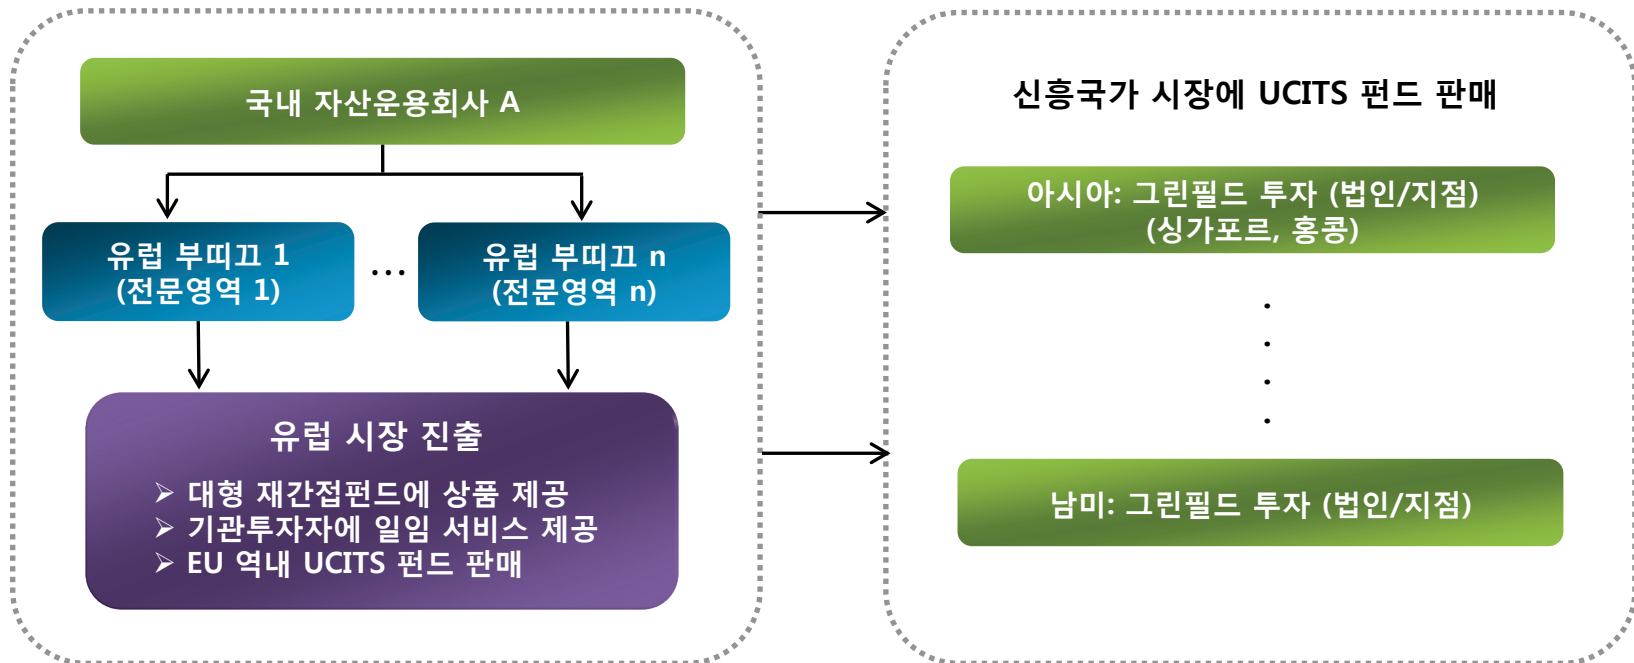 국내 자산운용회사 A
유럽 부띠끄 1
(전문영역 1)
...
유럽 부띠끄 n
(전문영역 n)
유럽 시장 진출
➢ 대형 재간접펀드에 상품 제공
➢ 기관투자자에 일임 서비스 제공
➢ EU 역내 UCITS 펀드 판매
신흥국가 시장에 UCITS 펀드 판매
아시아: 그린필드 투자 (법인/지점)
(싱가포르, 홍콩)
남미: 그린필드 투자 (법인/지점)